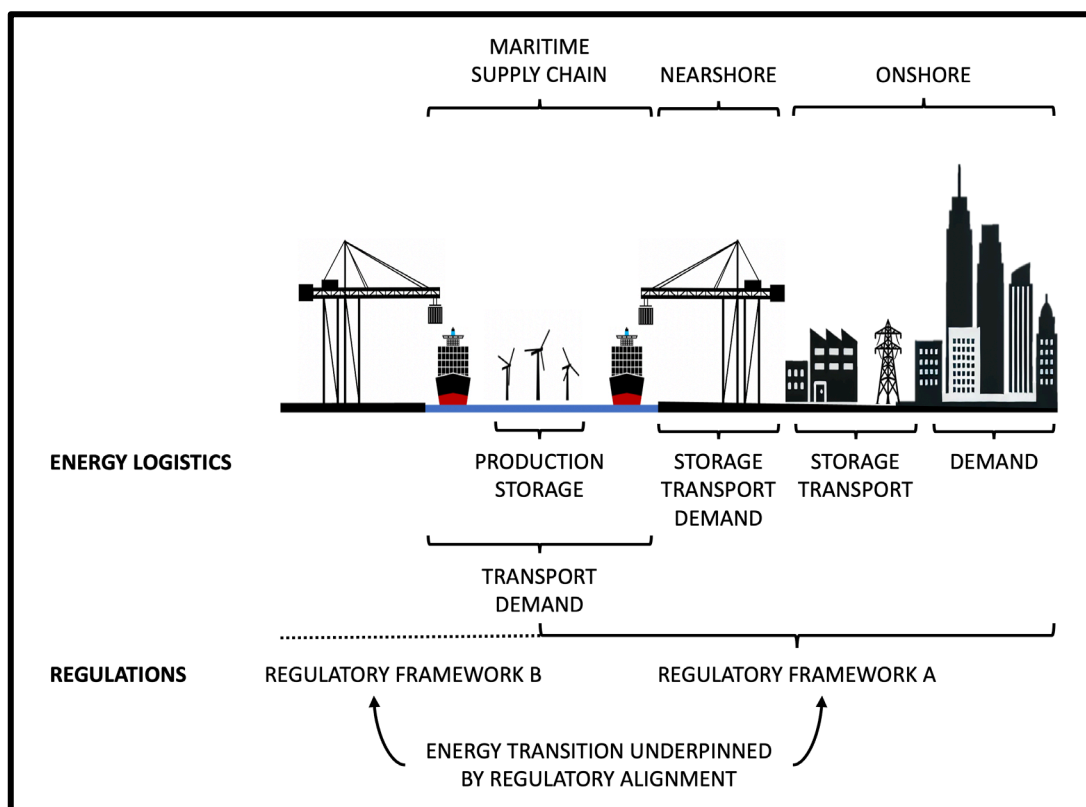 MARITIME
SUPPLY CHAIN
NEARSHORE
ONSHORE
ENERGY LOGISTICS
PRODUCTION
STORAGE
STORAGE
TRANSPORT
DEMAND
STORAGE
TRANSPORT
DEMAND
TRANSPORT
DEMAND
REGULATIONS
REGULATORY FRAMEWORK B
REGULATORY FRAMEWORK A
ENERGY TRANSITION UNDERPINNED
BY REGULATORY ALIGNMENT